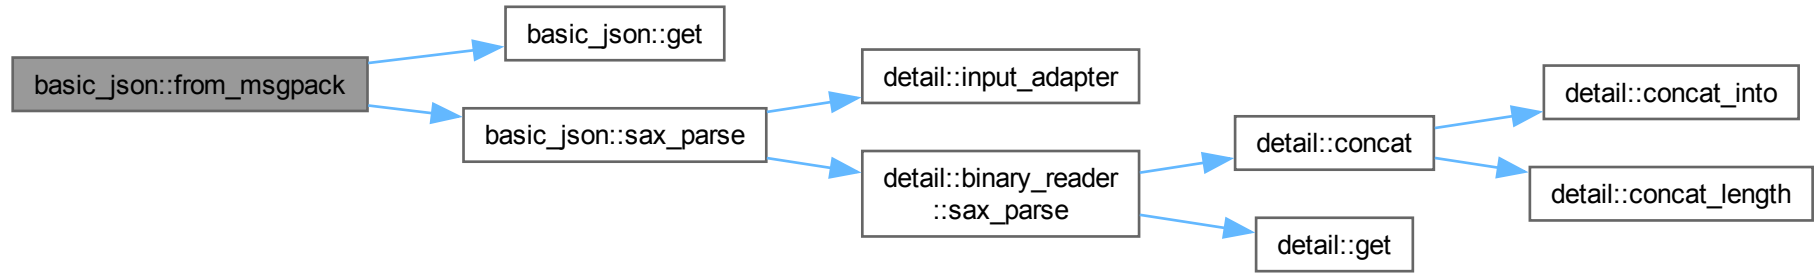 basic_json::from_msgpack
basic_json::get
basic_json::sax_parse
detail::input_adapter
detail::binary_reader
::sax_parse
detail::concat
detail::get
detail::concat_into
detail::concat_length